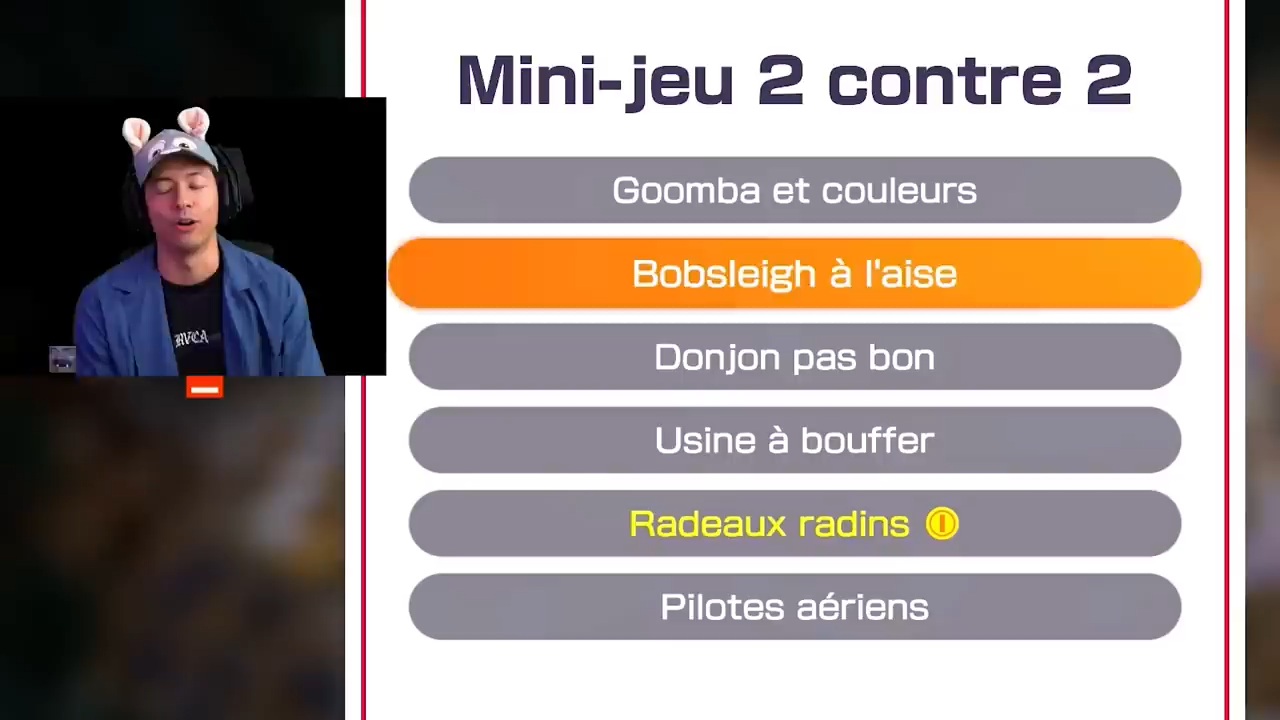 Mini-jeu 2 contre 2
Goomba et couleurs
Bobsleigh à l'aise
Donjon pas bon
Usine à bouffer
Radeaux radins
Pilotes aériens
RVCA